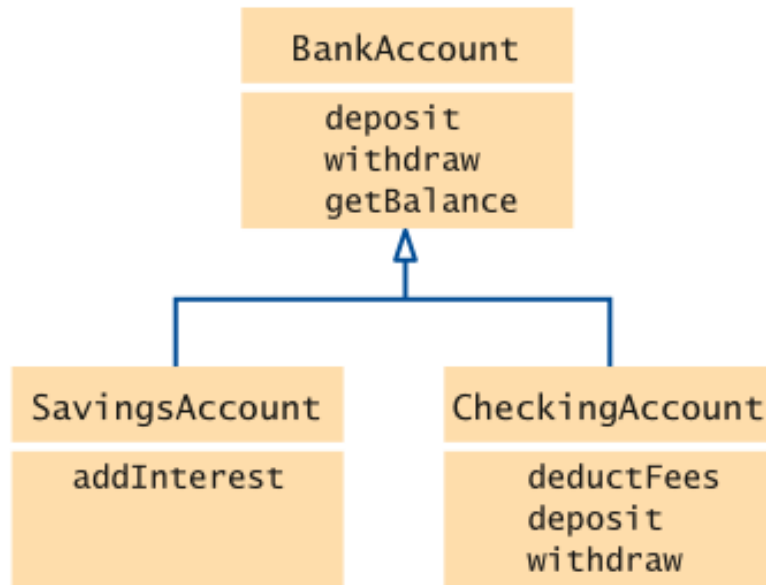 BankAccount
deposit
withdraw
getBalance
SavingsAccount
addInterest
CheckingAccount
deductFees
deposit
withdraw